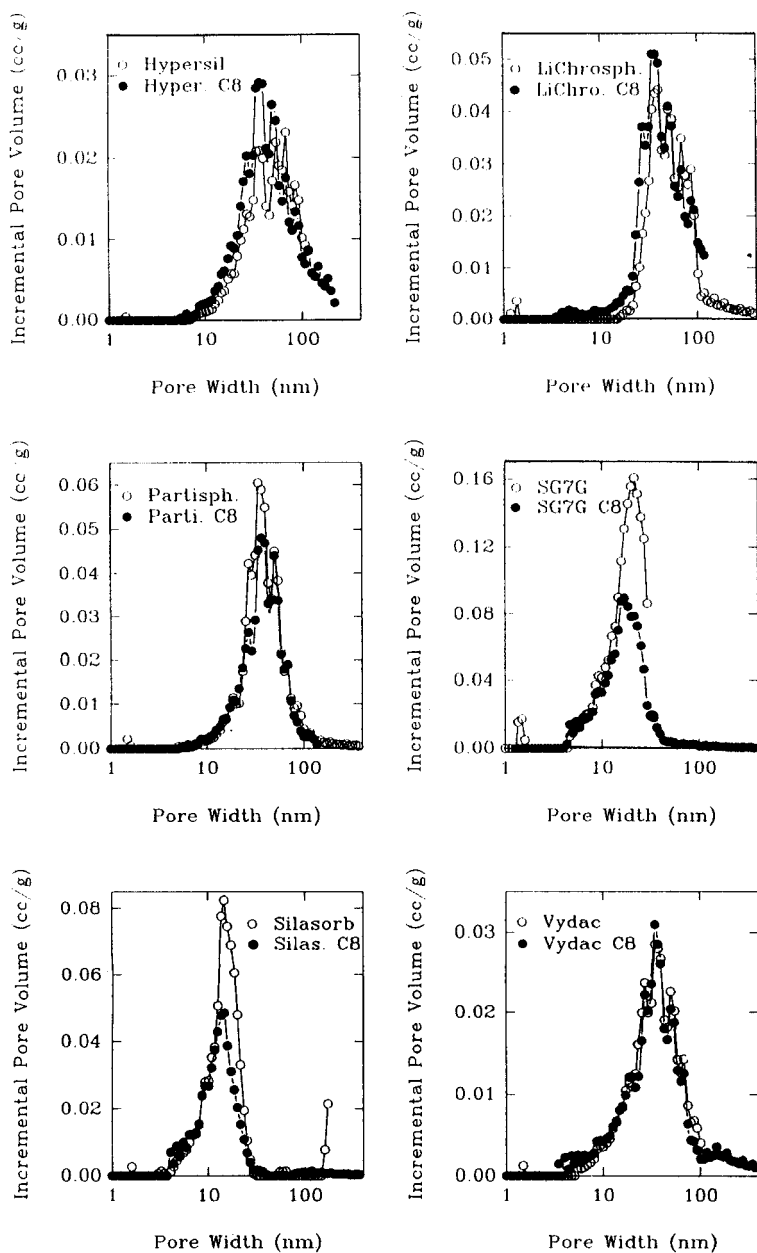 Incremental Pore Volume (cc/g)
0.03
0.02
0.01
0.00
Hypersil
Hyper. C8
1
10
100
Pore Width (nm)
Incremental Pore Volume (cc/g)
0.05
0.04
0.03
0.02
0.01
0.00
LiChrosph.
LiChro. C8
1
10
100
Pore Width (nm)
Incremental Pore Volume (cc g)
0.06
0.05
0.04
0.03
0.02
0.01
0.00
Partisph.
Parti. C8
1
10
100
Pore Width (nm)
Incremental Pore Volume (cc/g)
0.16
0.12
0.08
0.04
0.00
SG7G
SG7G C8
1
10
100
Pore Width (nm)
Incremental Pore Volume (cc/g)
0.08
0.06
0.04
0.02
0.00
Silasorb
Silas. C8
1
10
100
Pore Width (nm)
Incremental Pore Volume (cc/g)
0.03
0.02
0.01
0.00
Vydac
Vydac C8
1
10
100
Pore Width (nm)